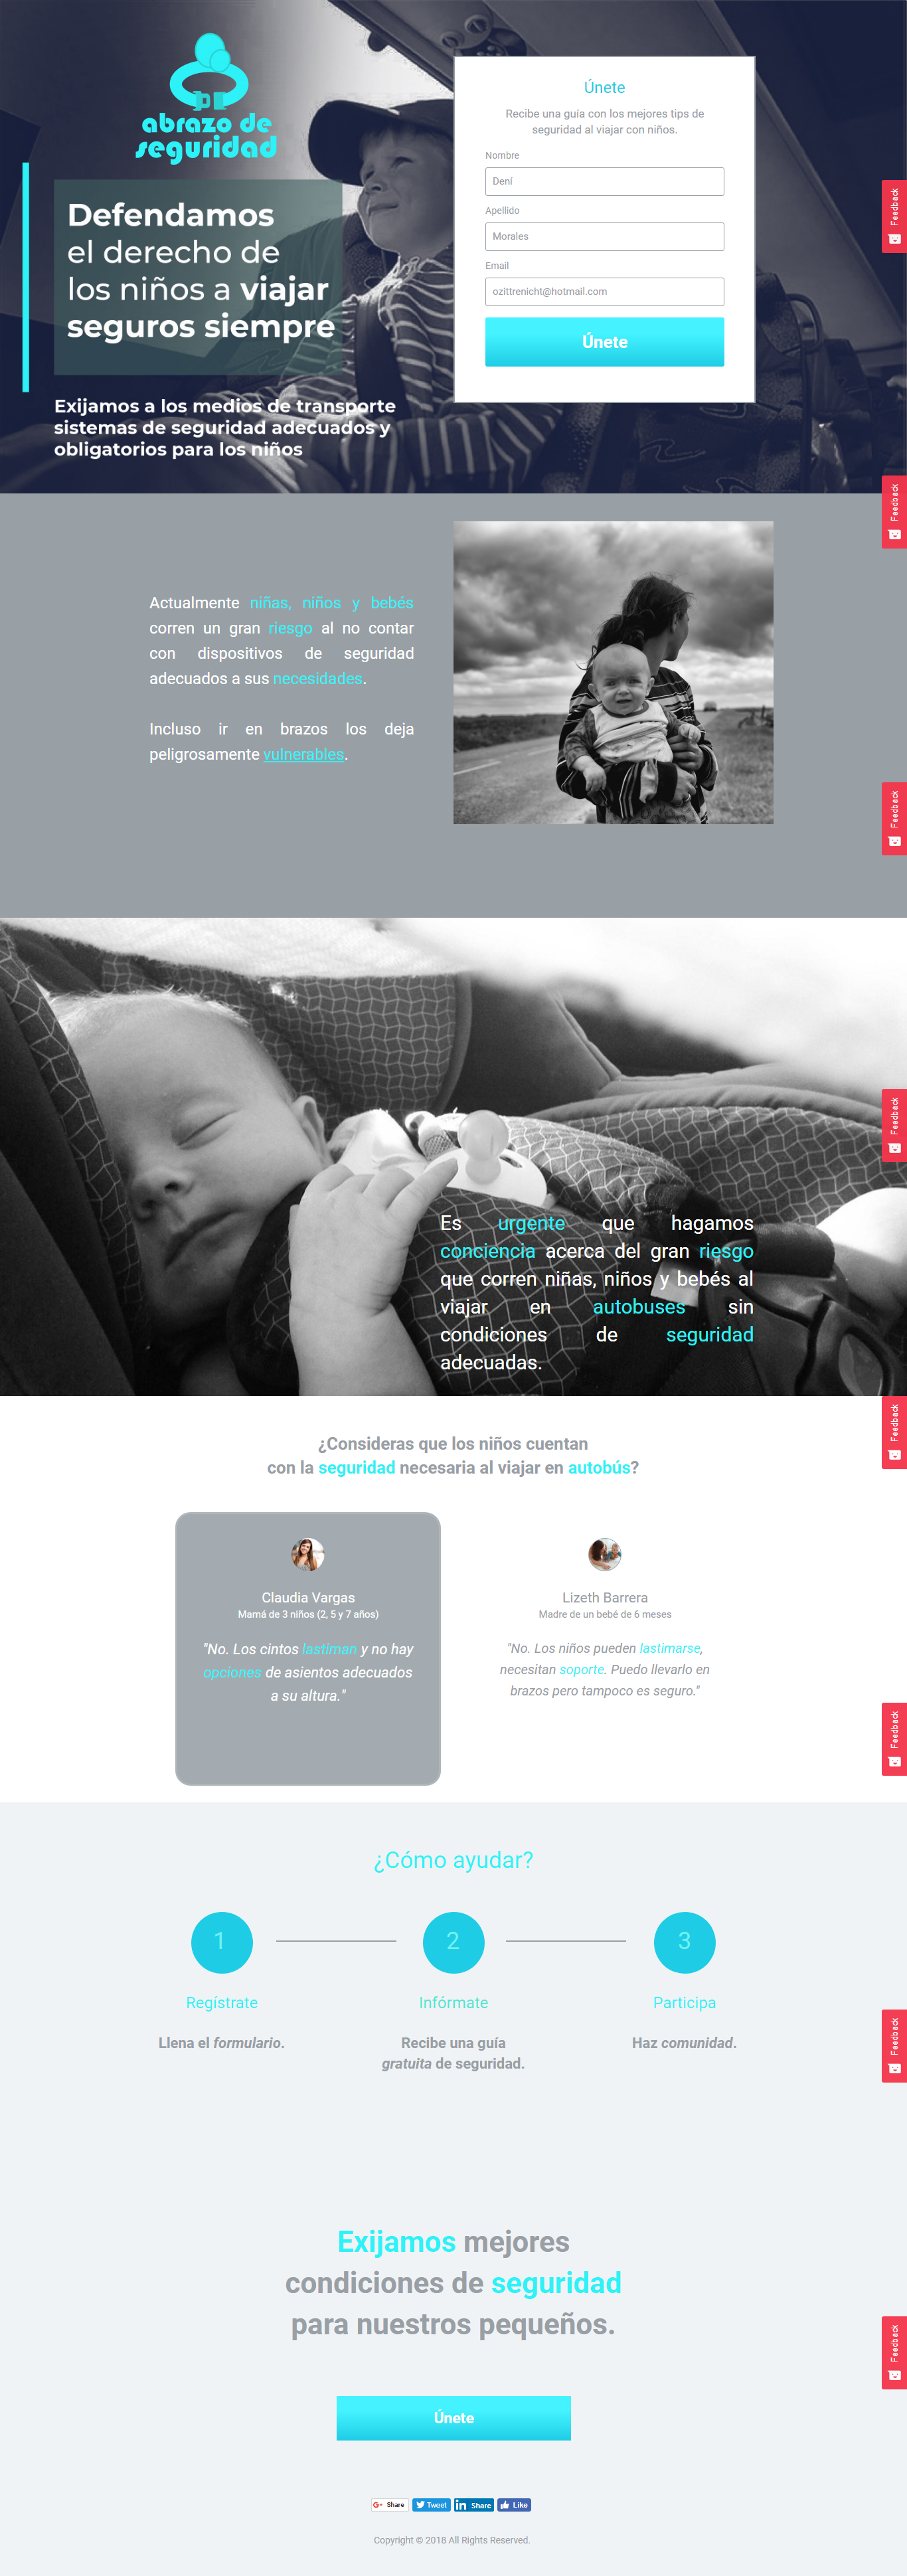 abrazo de
seguridad
Defendamos
el derecho de
los niños a viajar
seguros siempre
Exijamos a los medios de transporte
sistemas de seguridad adecuados y
obligatorios para los niños
Únete
Recibe una guía con los mejores tips de
seguridad al viajar con niños.
Nombre
Deni
Apellido
Morales
Email
ozittrenicht@hotmail.com
Únete
Feedback
Feedback
Actualmente niñas, niños y bebés
corren un gran riesgo al no contar
con dispositivos de seguridad
adecuados a sus necesidades.
Incluso ir en brazos los deja
peligrosamente vulnerables.
Feedback
Feedback
Es urgente que hagamos
conciencia acerca del gran riesgo
que corren niñas, niños y bebés al
viajar en autobuses sin
condiciones de seguridad
adecuadas.
Feedback
¿Consideras que los niños cuentan
con la seguridad necesaria al viajar en autobús?
Claudia Vargas
Mamá de 3 niños (2, 5 y 7 años)
"No. Los cintos lastiman y no hay
opciones de asientos adecuados
a su altura."
Lizeth Barrera
Madre de un bebé de 6 meses
"No. Los niños pueden lastimarse,
necesitan soporte. Puedo llevarlo en
brazos pero tampoco es seguro."
Feedback
¿Cómo ayudar?
1
2
3
Regístrate
Infórmate
Participa
Llena el formulario.
Recibe una guía
gratuita de seguridad.
Haz comunidad.
Feedback
Exijamos mejores
condiciones de seguridad
para nuestros pequeños.
Feedback
Únete
G+ Share
Tweet
in Share
Like
Copyright © 2018 All Rights Reserved.